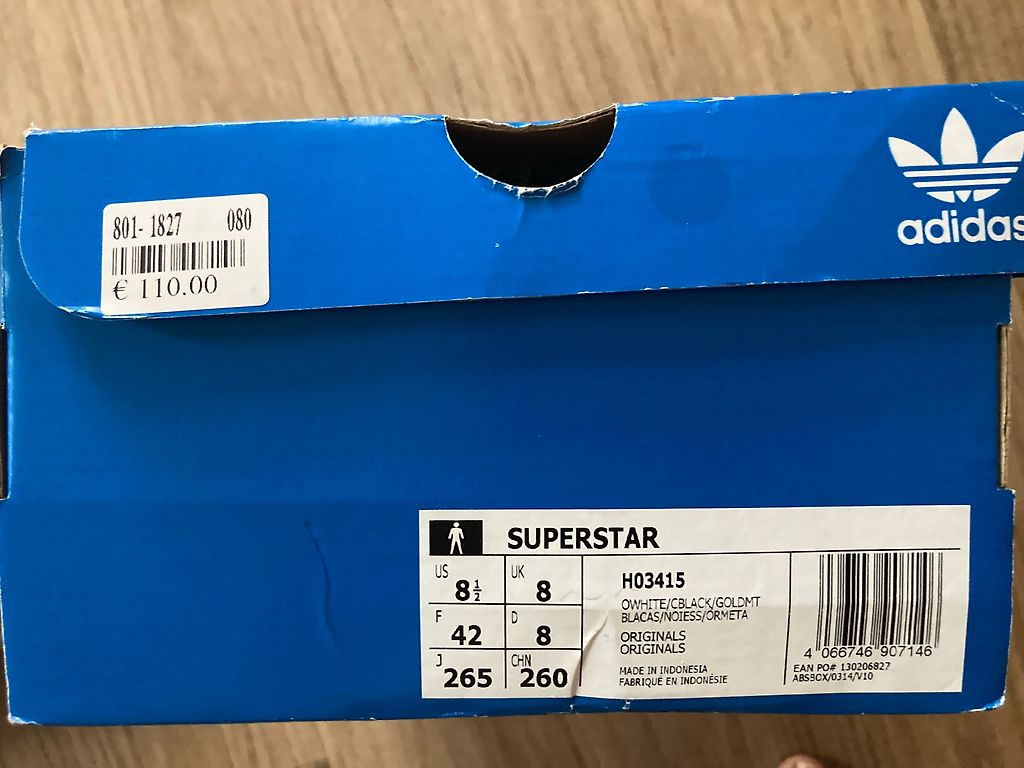 adidas
801- 1827 080
€ 110.00
SUPERSTAR
US 8½ UK 8
F 42 D 8
J 265 CHN 260
H03415
OWHITE/CBLACK/GOLDMT
BLACAS/NOIESS/ORMETA
ORIGINALS
ORIGINALS
MADE IN INDONESIA
FABRIQUÉ EN INDONÉSIE
4 066746 907146
EAN PO# 130206827
ABSBOX/0314/V10